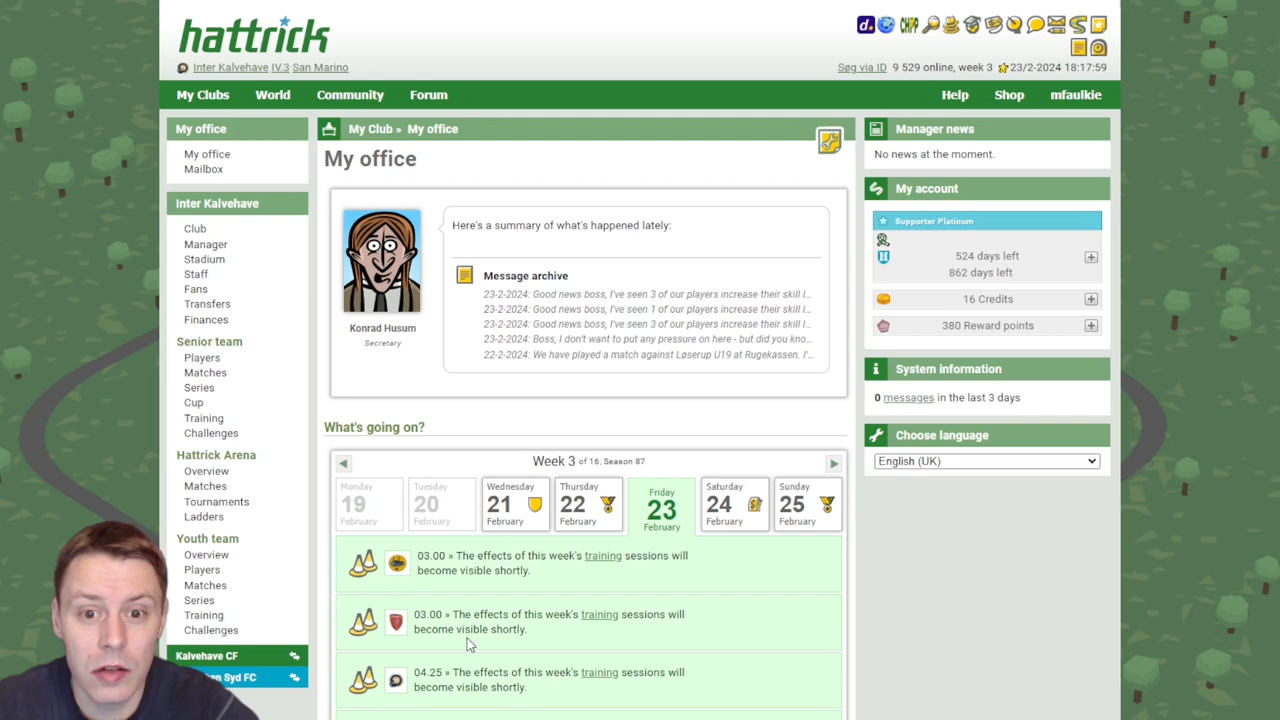 hattrick
Inter Kalvehave IV.3 San Marino
CHPP
Søg via ID 9 529 online, week 3 23/2-2024 18:17:59
My Clubs World Community Forum Help Shop mfaulkie
My office
My office
Mailbox
Inter Kalvehave
Club
Manager
Stadium
Staff
Fans
Transfers
Finances
Senior team
Players
Matches
Series
Cup
Training
Challenges
Hattrick Arena
Overview
Matches
Tournaments
Ladders
Youth team
Overview
Players
Matches
Series
Training
Challenges
Kalvehave CF
Syd FC
My Club » My office
My office
Konrad Husum
Secretary
Here's a summary of what's happened lately:
Message archive
23-2-2024: Good news boss, I've seen 3 of our players increase their skill l...
23-2-2024: Good news boss, I've seen 1 of our players increase their skill l...
23-2-2024: Good news boss, I've seen 3 of our players increase their skill l...
23-2-2024: Boss, I don't want to put any pressure on here - but did you kno...
22-2-2024: We have played a match against Løserup U19 at Rugekassen. I'...
What's going on?
Week 3 of 16, Season 87
Monday 19 February
Tuesday 20 February
Wednesday 21 February
Thursday 22 February
Friday 23 February
Saturday 24 February
Sunday 25 February
03.00 » The effects of this week's training sessions will
become visible shortly.
03.00 » The effects of this week's training sessions will
become visible shortly.
04.25 » The effects of this week's training sessions will
become visible shortly.
Manager news
No news at the moment.
My account
Supporter Platinum
524 days left
862 days left
16 Credits
380 Reward points
System information
0 messages in the last 3 days
Choose language
English (UK)